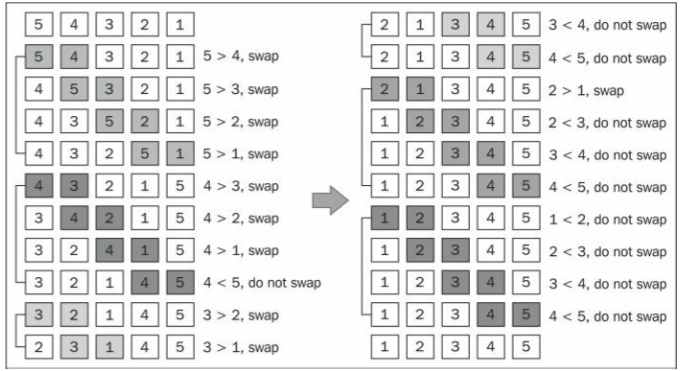 5 4 3 2 1
5 4 3 2 1 5 > 4, swap
4 5 3 2 1 5 > 3, swap
4 3 5 2 1 5 > 2, swap
4 3 2 5 1 5 > 1, swap
4 3 2 1 5 4 > 3, swap
3 4 2 1 5 4 > 2, swap
3 2 4 1 5 4 > 1, swap
3 2 1 4 5 4 < 5, do not swap
3 2 1 4 5 3 > 2, swap
2 3 1 4 5 3 > 1, swap
2 1 3 4 5 3 < 4, do not swap
2 1 3 4 5 4 < 5, do not swap
2 1 3 4 5 2 > 1, swap
1 2 3 4 5 2 < 3, do not swap
1 2 3 4 5 3 < 4, do not swap
1 2 3 4 5 4 < 5, do not swap
1 2 3 4 5 1 < 2, do not swap
1 2 3 4 5 2 < 3, do not swap
1 2 3 4 5 3 < 4, do not swap
1 2 3 4 5 4 < 5, do not swap
1 2 3 4 5